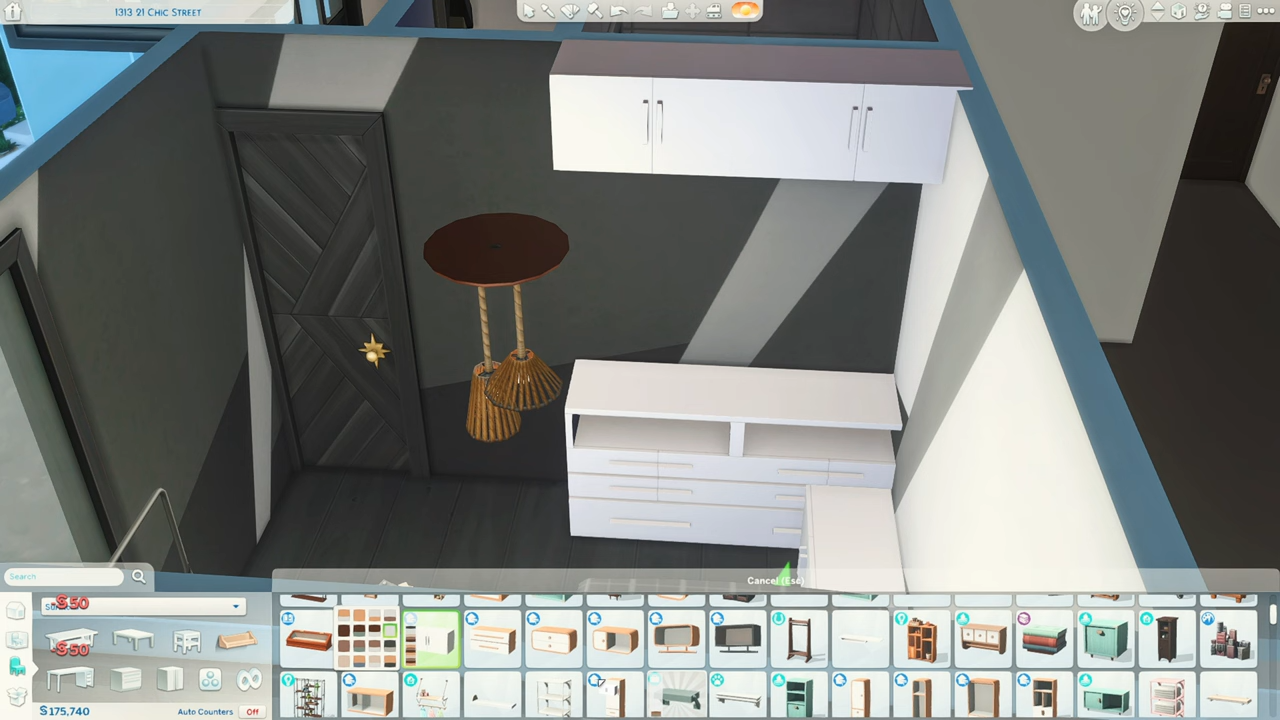 1313 21 CHIC STREET
Cancel (Esc)
Search
$50
$50
$175,740
Auto Counters
Off